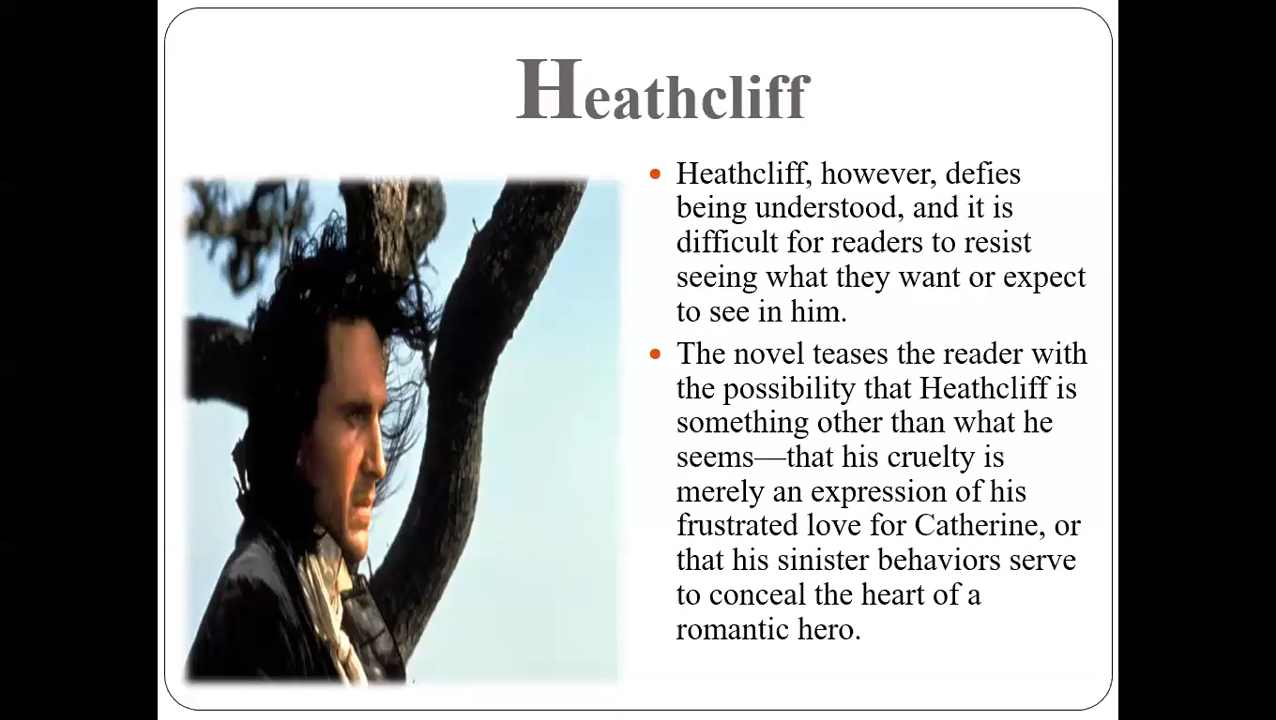 Heathcliff
• Heathcliff, however, defies
being understood, and it is
difficult for readers to resist
seeing what they want or expect
to see in him.
• The novel teases the reader with
the possibility that Heathcliff is
something other than what he
seems—that his cruelty is
merely an expression of his
frustrated love for Catherine, or
that his sinister behaviors serve
to conceal the heart of a
romantic hero.